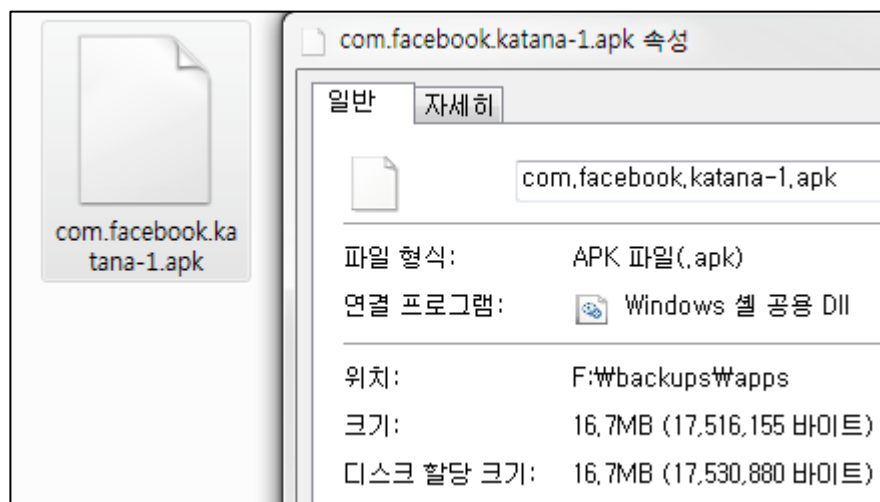 com.facebook.ka
tana-1.apk
com.facebook.katana-1.apk 속성
일반 자세히
com.facebook.katana-1.apk
파일 형식: APK 파일(.apk)
연결 프로그램: Windows 셸 공용 Dll
위치: F:₩backups₩apps
크기: 16,7MB (17,516,155 바이트)
디스크 할당 크기: 16,7MB (17,530,880 바이트)